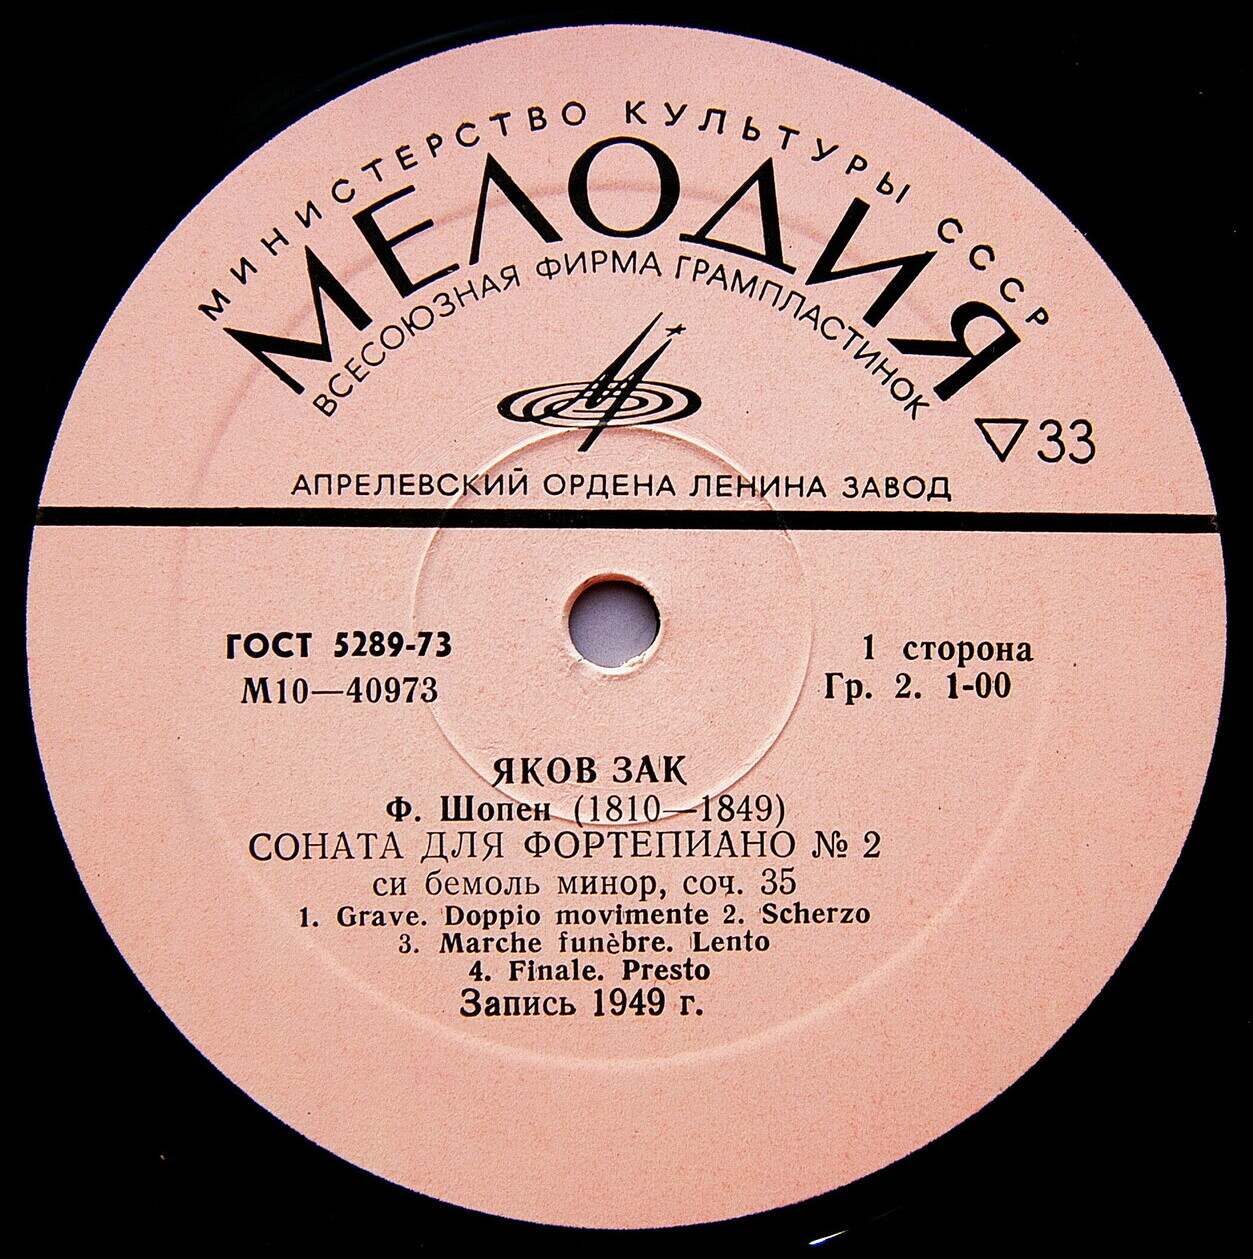 МИНИСТЕРСТВО КУЛЬТУРЫ СССР
МЕЛОДИЯ
ВСЕСОЮЗНАЯ ФИРМА ГРАМПЛАСТИНОК
▽33
АПРЕЛЕВСКИЙ ОРДЕНА ЛЕНИНА ЗАВОД
ГОСТ 5289-73
1 сторона
М10—40973
Гр. 2. 1-00
ЯКОВ ЗАК
Ф. Шопен (1810—1849)
СОНАТА ДЛЯ ФОРТЕПИАНО № 2
си бемоль минор, соч. 35
1. Grave. Doppio movimente 2. Scherzo
3. Marche funèbre. Lento
4. Finale. Presto
Запись 1949 г.